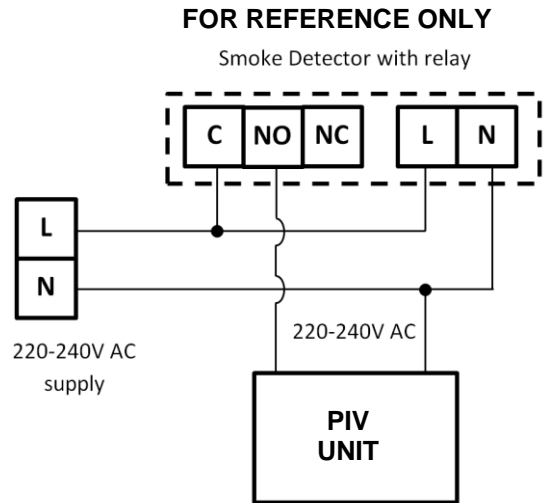 FOR REFERENCE ONLY
Smoke Detector with relay
C NO NC L N
L
N
220-240V AC
220-240V AC
supply
PIV
UNIT